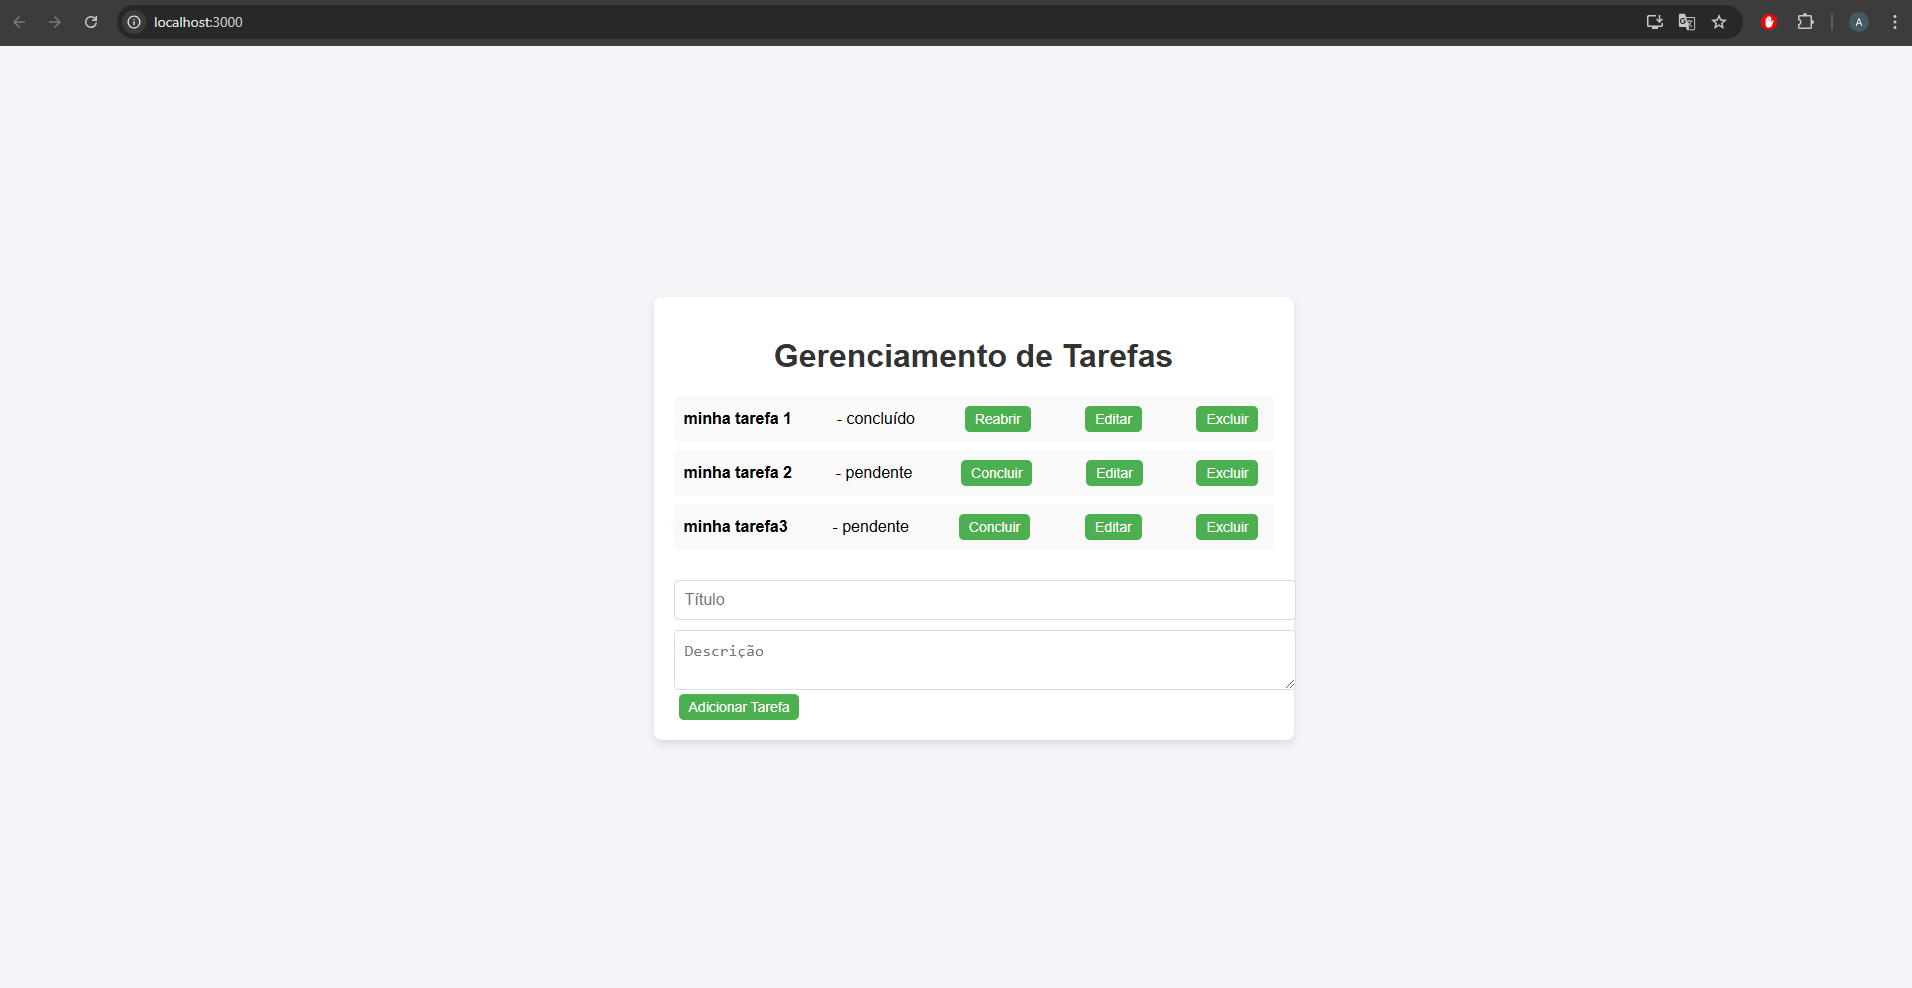 localhost:3000
A
Gerenciamento de Tarefas
minha tarefa 1 - concluído Reabrir Editar Excluir
minha tarefa 2 - pendente Concluir Editar Excluir
minha tarefa3 - pendente Concluir Editar Excluir
Título
Descrição
Adicionar Tarefa